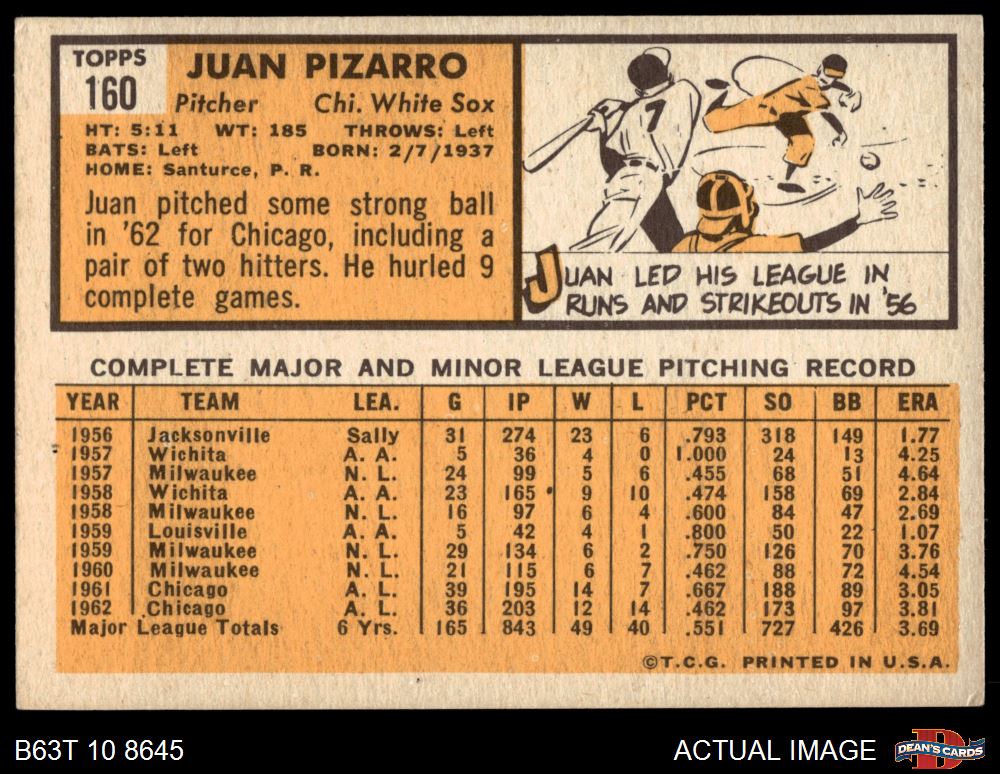 TOPPS
160
JUAN PIZARRO
Pitcher Chi. White Sox
HT: 5:11 WT: 185 THROWS: Left
BATS: Left BORN: 2/7/1937
HOME: Santurce, P. R.
Juan pitched some strong ball
in '62 for Chicago, including a
pair of two hitters. He hurled 9
complete games.
7
JUAN LED HIS LEAGUE IN
RUNS AND STRIKEOUTS IN '56
COMPLETE MAJOR AND MINOR LEAGUE PITCHING RECORD
YEAR TEAM LEA. G IP W L PCT SO BB ERA
1956 Jacksonville Sally 31 274 23 6 .793 318 149 1.77
1957 Wichita A. A. 5 36 4 0 1.000 24 13 4.25
1957 Milwaukee N. L. 24 99 5 6 .455 68 51 4.64
1958 Wichita A. A. 23 165 9 10 .474 158 69 2.84
1958 Milwaukee N. L. 16 97 6 4 .600 84 47 2.69
1959 Louisville A. A. 5 42 4 1 .800 50 22 1.07
1959 Milwaukee N. L. 29 134 6 2 .750 126 70 3.76
1960 Milwaukee N. L. 21 115 6 7 .462 88 72 4.54
1961 Chicago A. L. 39 195 14 7 .667 188 89 3.05
1962 Chicago A. L. 36 203 12 14 .462 173 97 3.81
Major League Totals 6 Yrs. 165 843 49 40 .551 727 426 3.69
©T.C.G. PRINTED IN U.S.A.
B63T 10 8645
ACTUAL IMAGE
D
DEAN'S CARDS